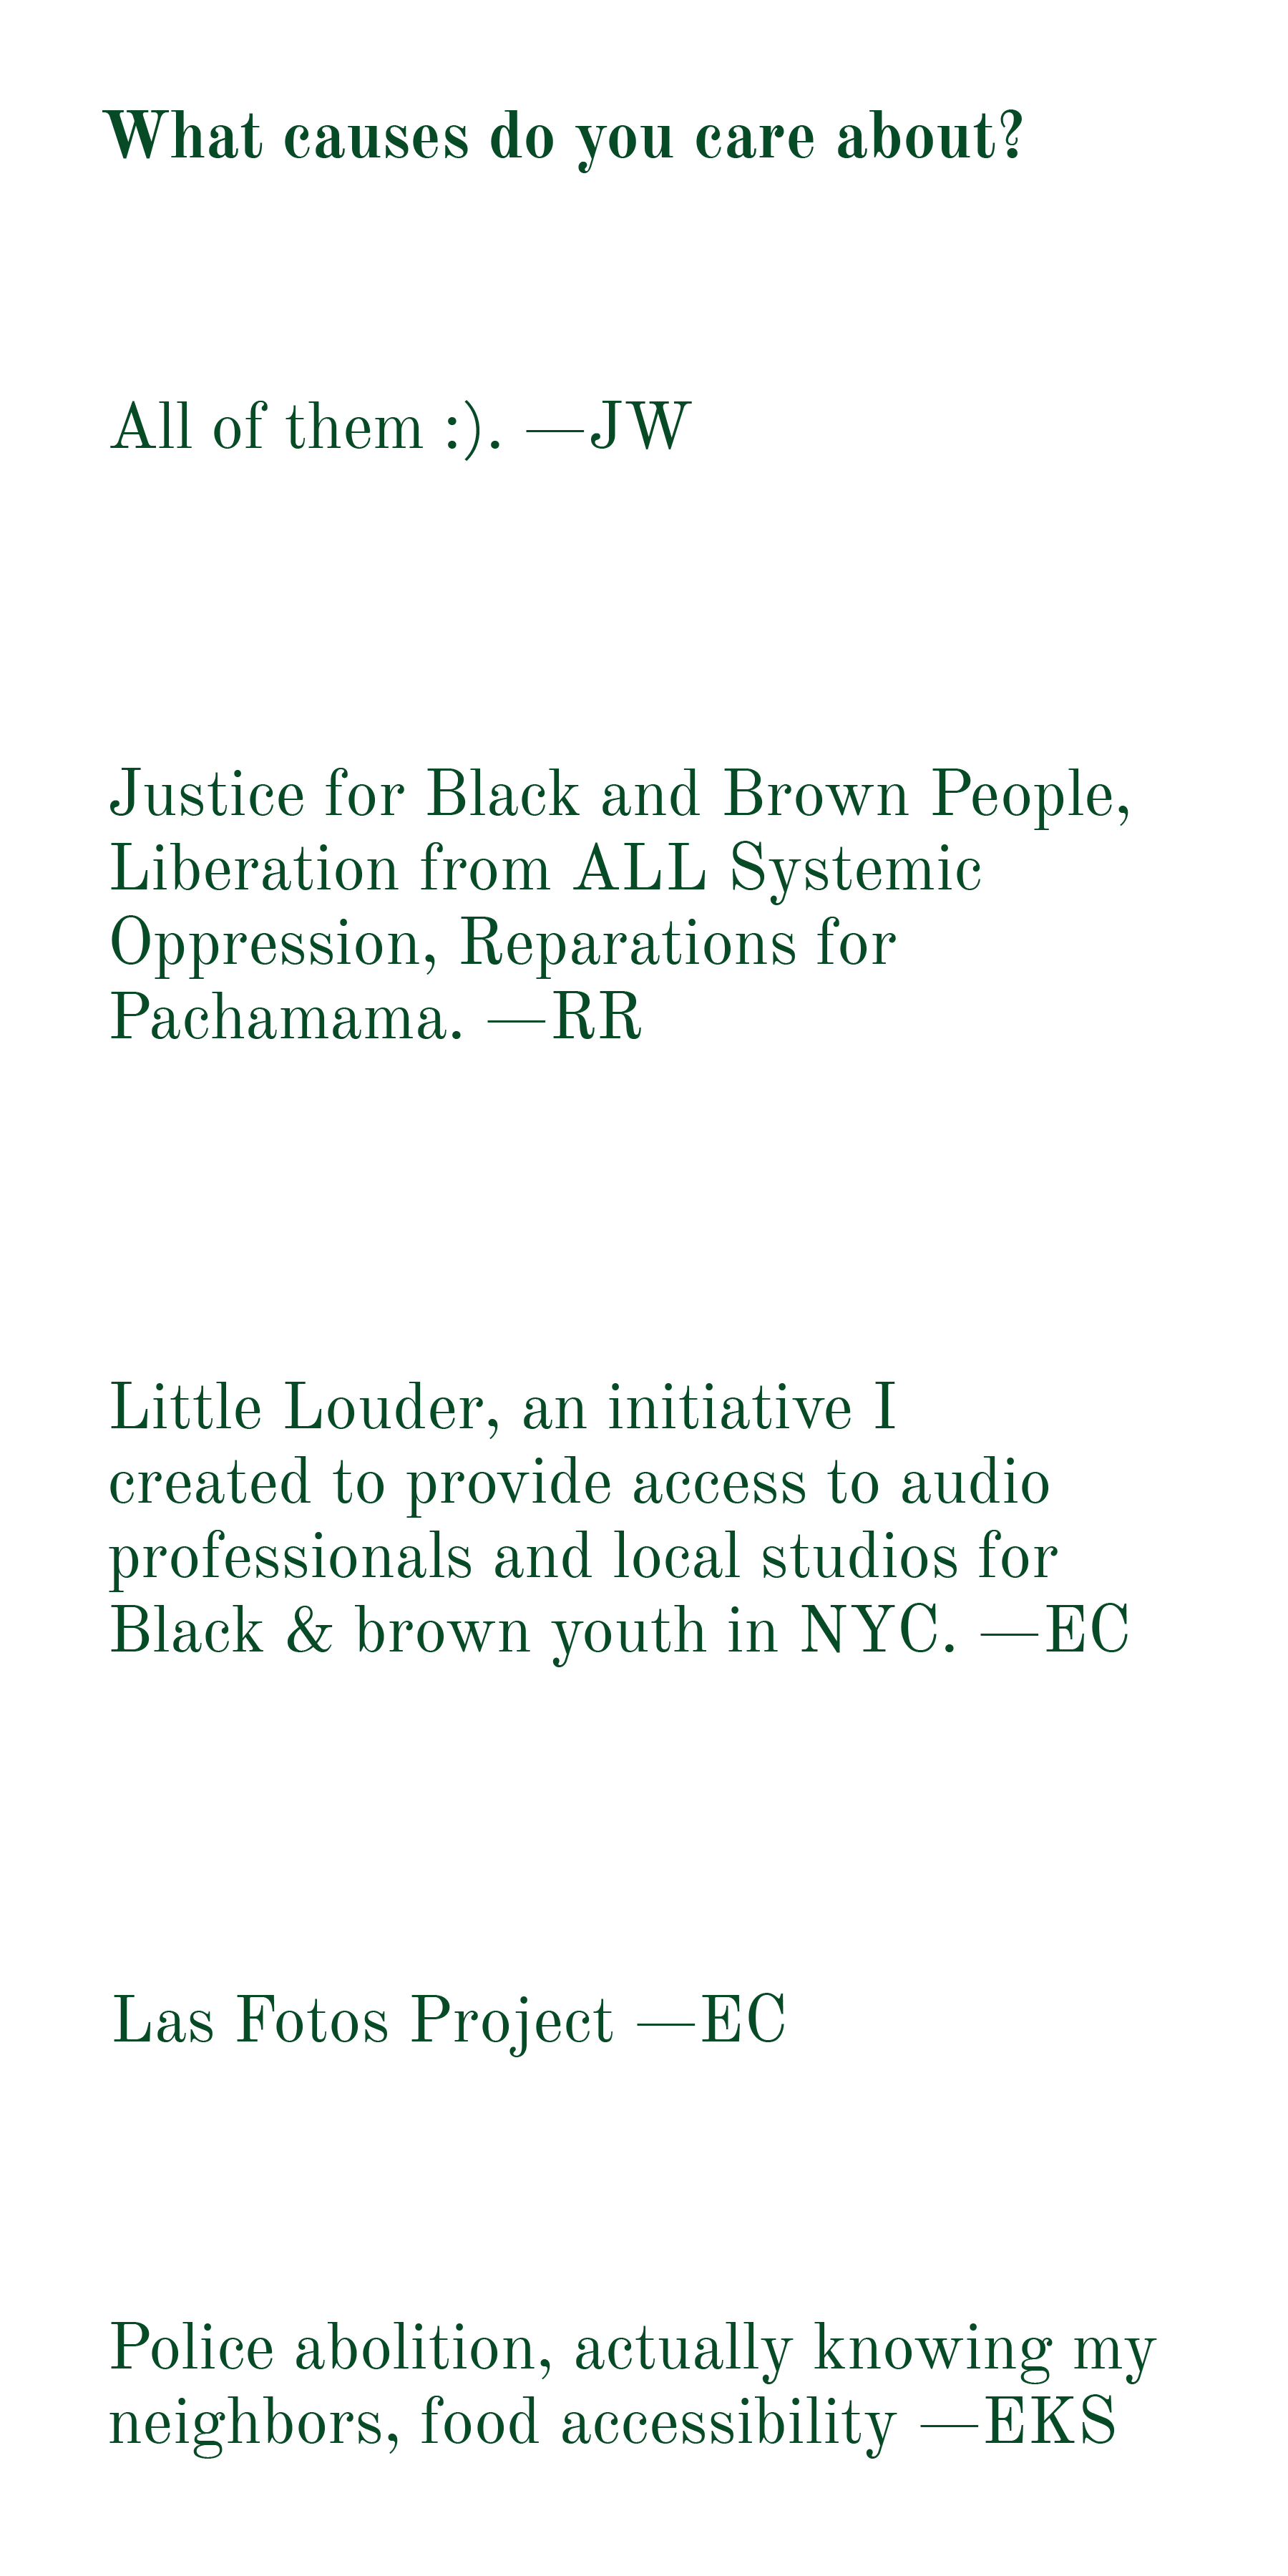 What causes do you care about?
All of them :). —JW
Justice for Black and Brown People,
Liberation from ALL Systemic
Oppression, Reparations for
Pachamama. —RR
Little Louder, an initiative I
created to provide access to audio
professionals and local studios for
Black & brown youth in NYC. —EC
Las Fotos Project —EC
Police abolition, actually knowing my
neighbors, food accessibility —EKS